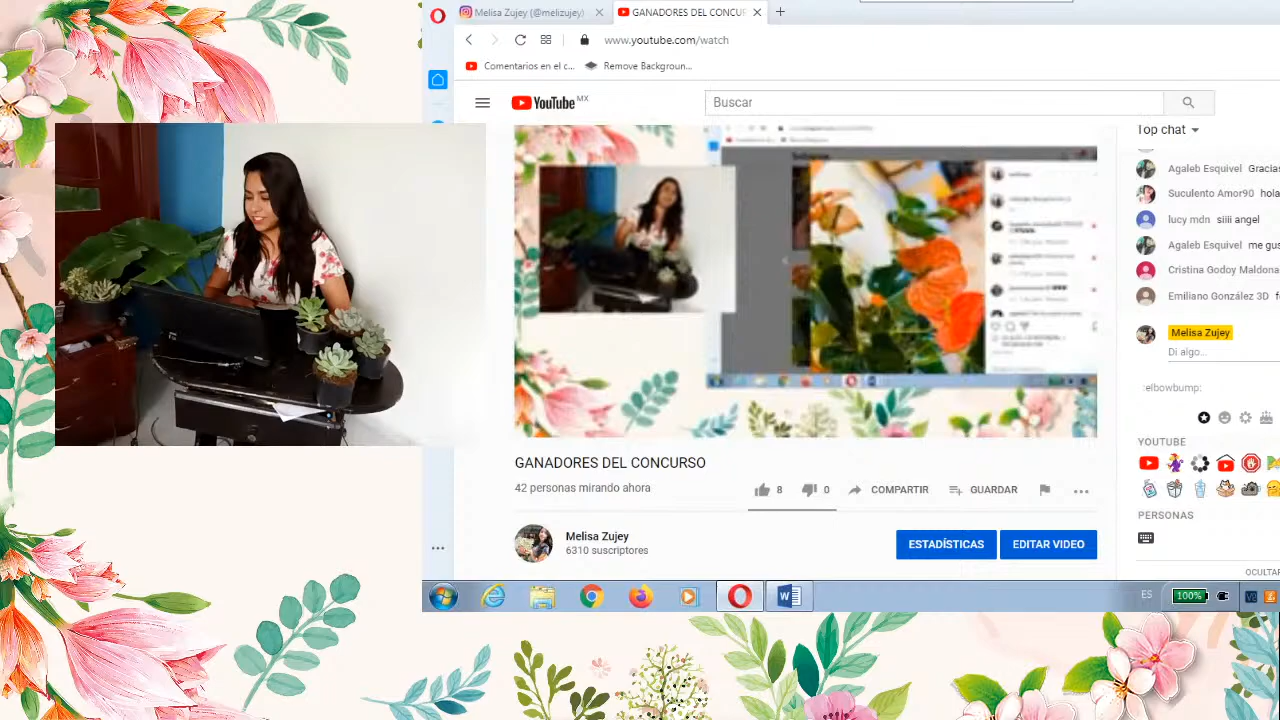 Melisa Zujey (@melizujey)
GANADORES DEL CONCUR
www.youtube.com/watch
Comentarios en el c...
Remove Backgroun...
YouTube MX
Buscar
Top chat
Agaleb Esquivel Gracias
Suculento Amor90 hola
lucy mdn siiii angel
Agaleb Esquivel me gus
Cristina Godoy Maldona
Emiliano González 3D
Melisa Zujey
Di algo...
:elbowbump:
YOUTUBE
PERSONAS
OCULTAR
GANADORES DEL CONCURSO
42 personas mirando ahora
8
0
COMPARTIR
GUARDAR
Melisa Zujey
6310 suscriptores
ESTADÍSTICAS
EDITAR VIDEO
ES
100%